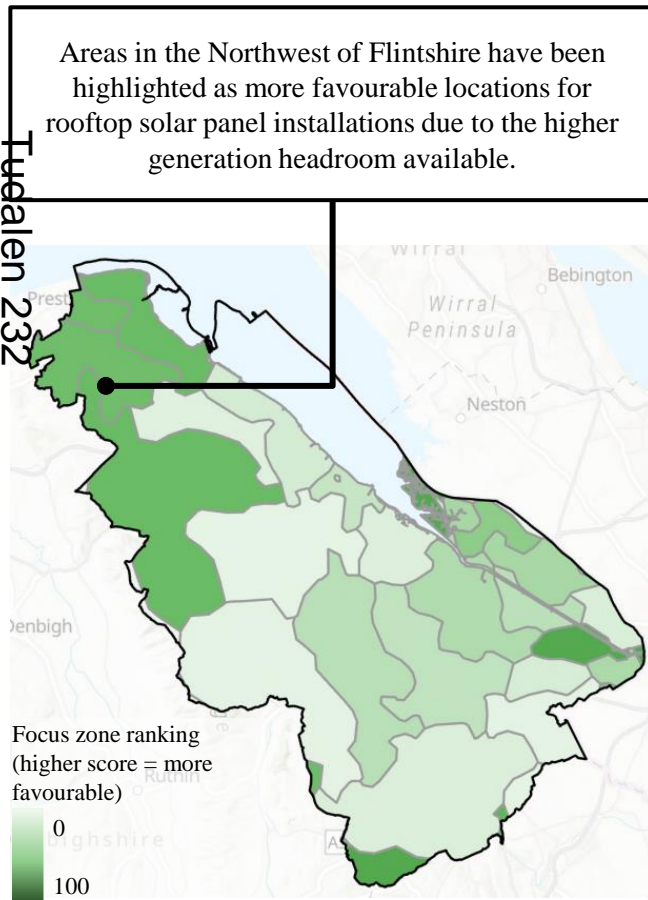 Areas in the Northwest of Flintshire have been
highlighted as more favourable locations for
rooftop solar panel installations due to the higher
generation headroom available.
Tudalen 232
Wirral
Bebington
Prest
Wirral
Peninsula
Neston
Denbigh
Focus zone ranking
(higher score = more
favourable)
Ruthin
0
100